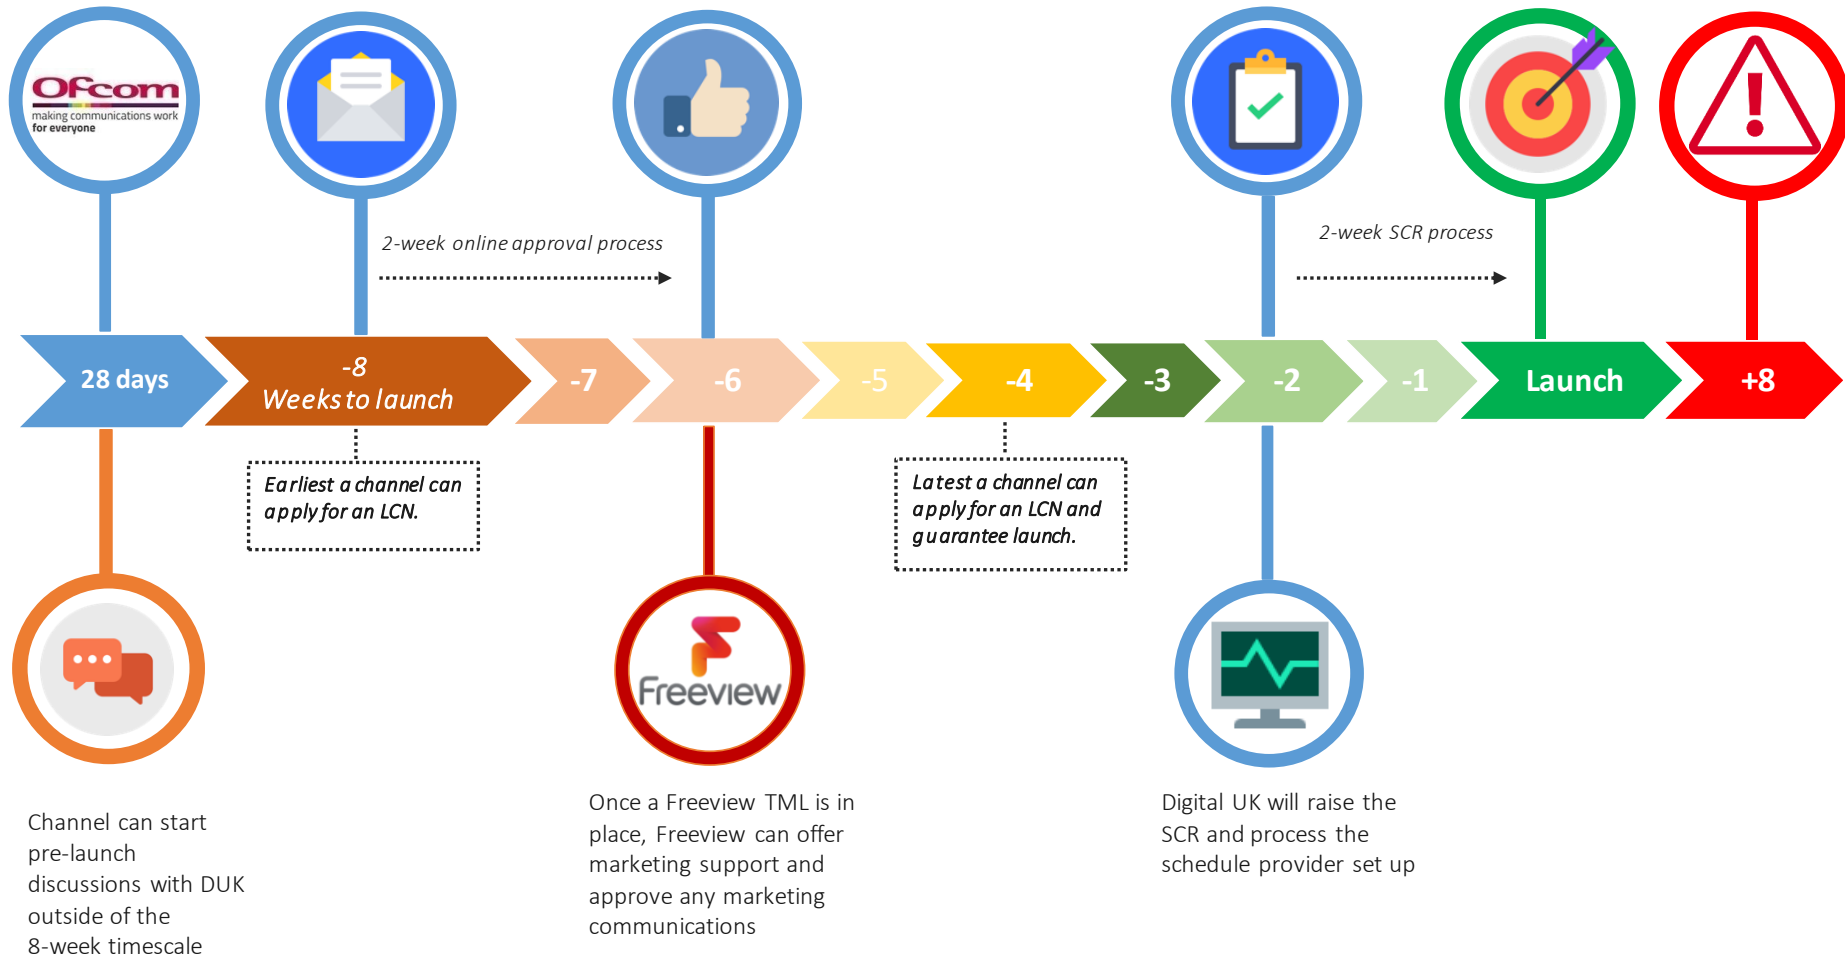 Ofcom
making communications work
for everyone
2-week online approval process
2-week SCR process
28 days
-8
Weeks to launch
-7
-6
-5
-4
-3
-2
-1
Launch
+8
Earliest a channel can
apply for an LCN.
Latest a channel can
apply for an LCN and
guarantee launch.
Freeview
Channel can start
pre-launch
discussions with DUK
outside of the
8-week timescale
Once a Freeview TML is in
place, Freeview can offer
marketing support and
approve any marketing
communications
Digital UK will raise the
SCR and process the
schedule provider set up